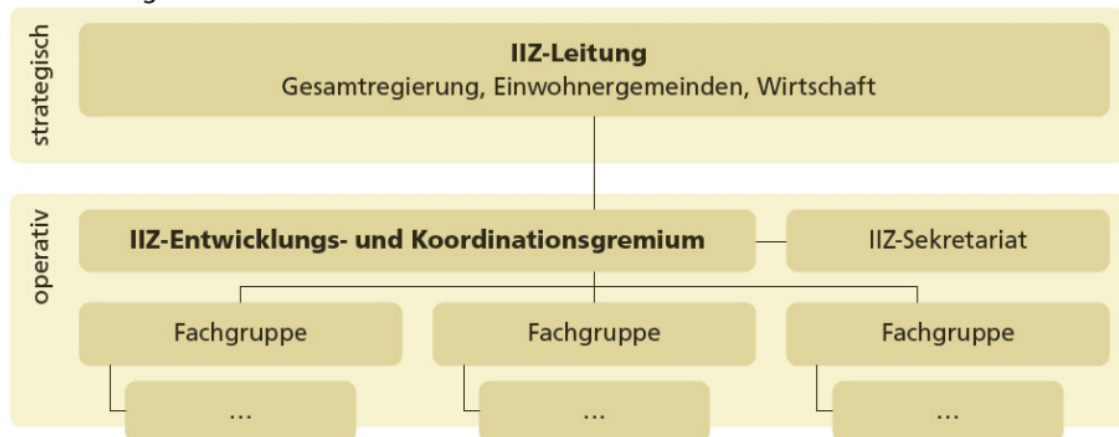 strategisch
IIZ-Leitung
Gesamtregierung, Einwohnergemeinden, Wirtschaft
operativ
IIZ-Entwicklungs- und Koordinationsgremium
IIZ-Sekretariat
Fachgruppe
Fachgruppe
Fachgruppe
...
...
...